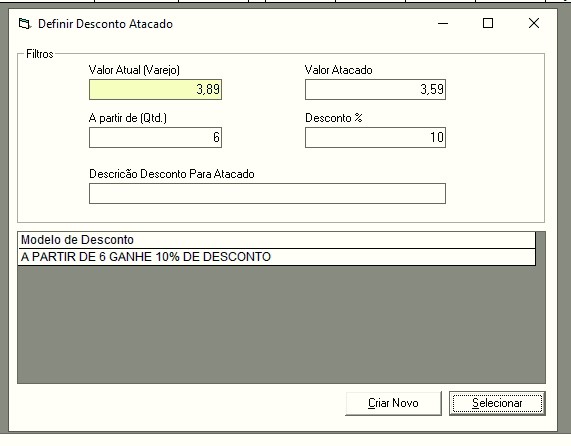 Definir Desconto Atacado
Filtros
Valor Atual (Varejo) Valor Atacado
3,89 3,59
A partir de (Qtd.) Desconto %
6 10
Descricão Desconto Para Atacado
Modelo de Desconto
A PARTIR DE 6 GANHE 10% DE DESCONTO
Criar Novo Selecionar